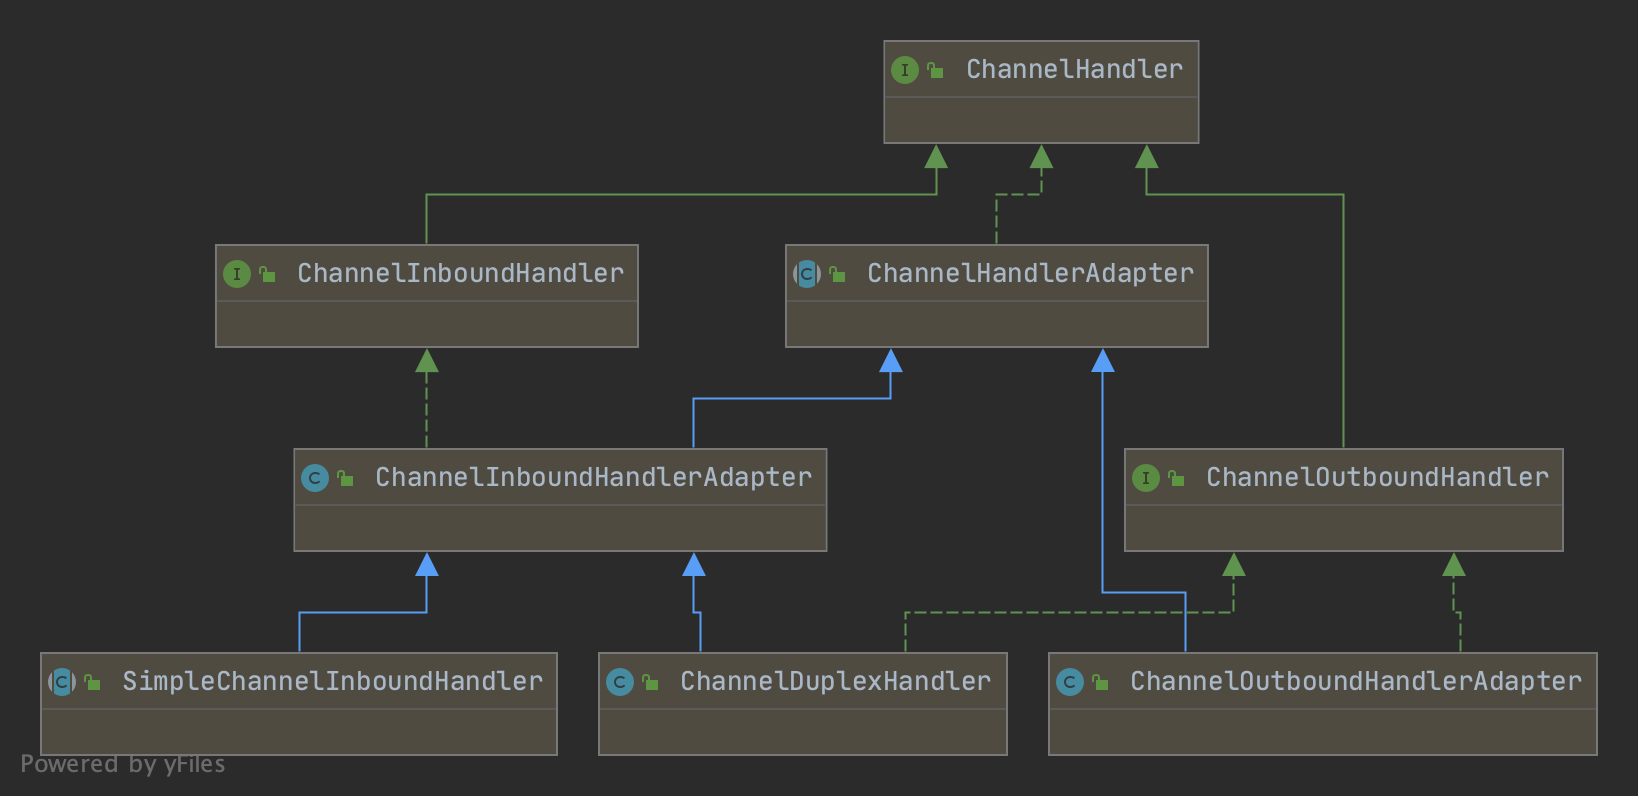 I ChannelHandler
I ChannelInboundHandler
C ChannelHandlerAdapter
C ChannelInboundHandlerAdapter
I ChannelOutboundHandler
C SimpleChannelInboundHandler
C ChannelDuplexHandler
C ChannelOutboundHandlerAdapter
Powered by yFiles